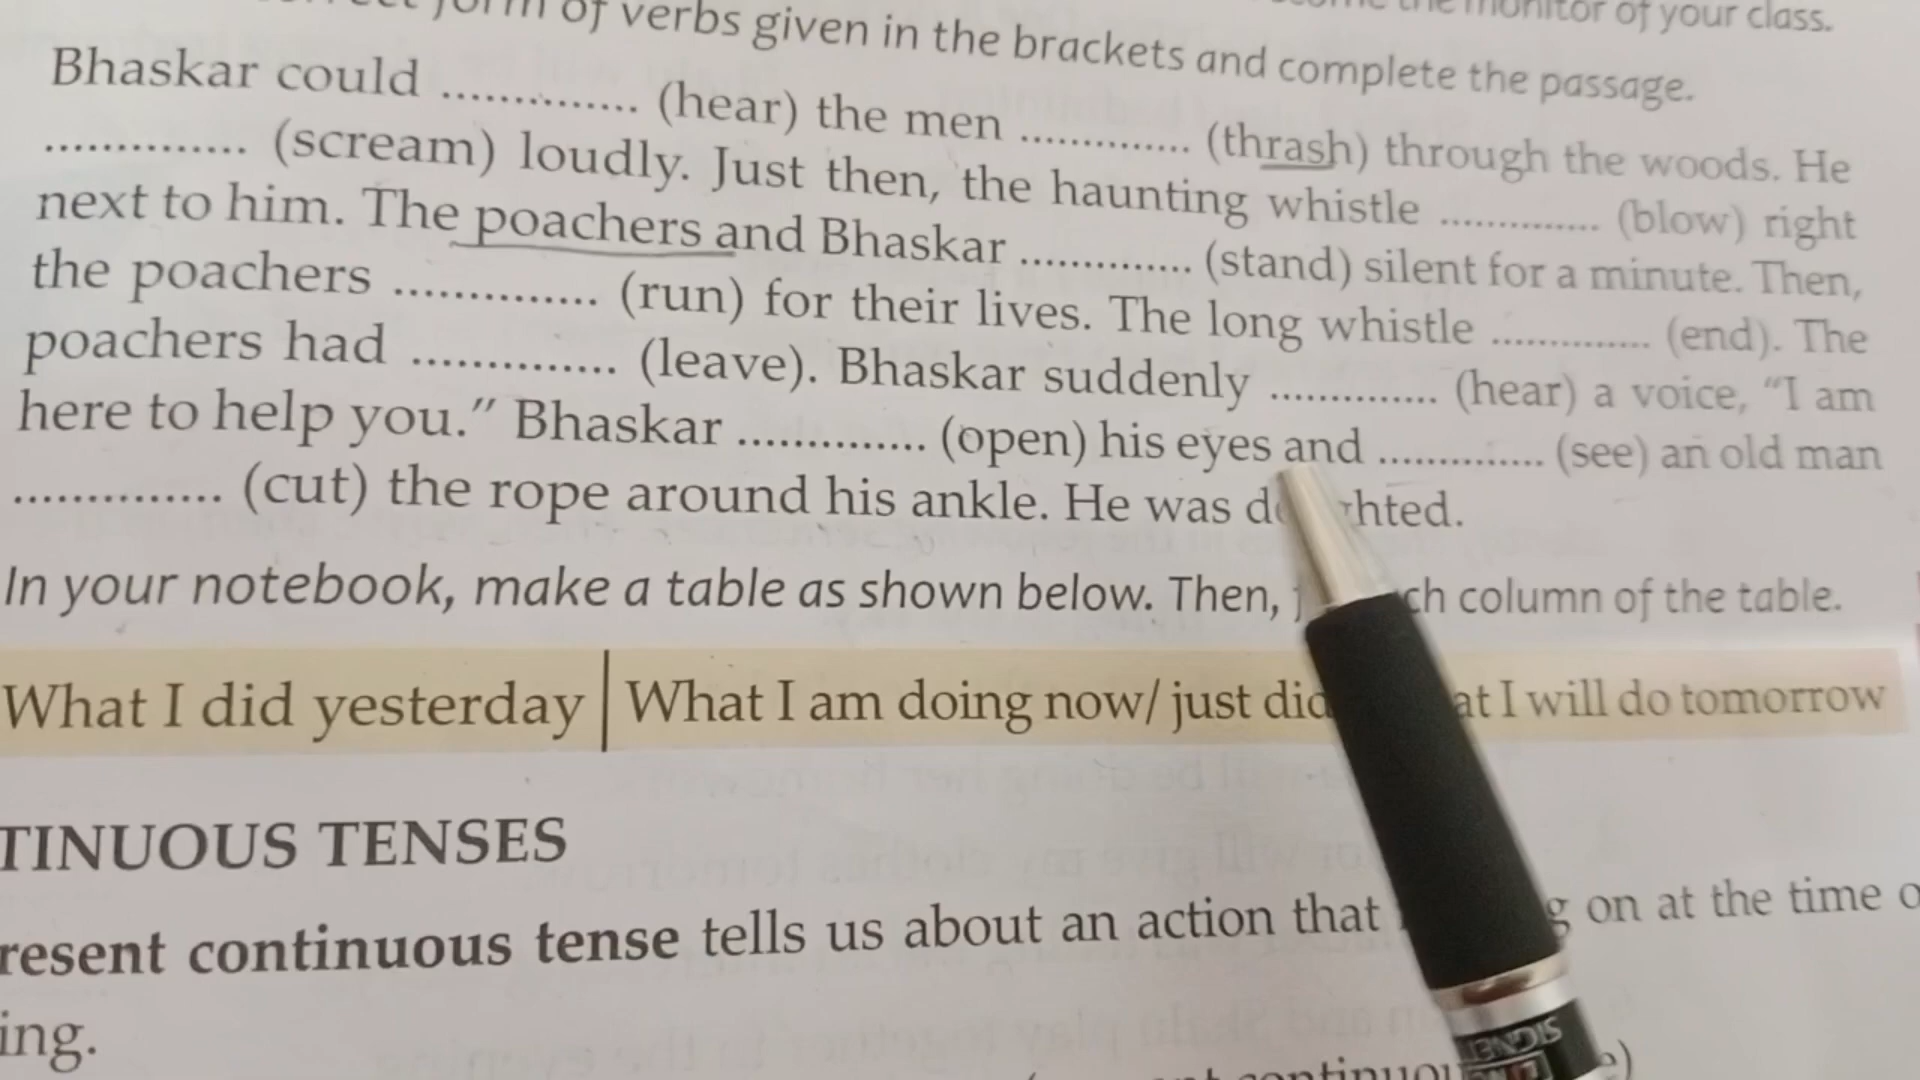 form of verbs given in the brackets and complete the passage.
the monitor of your class.
Bhaskar could .............. (hear) the men .............. (thrash) through the woods. He
.............. (scream) loudly. Just then, the haunting whistle .............. (blow) right
next to him. The poachers and Bhaskar .............. (stand) silent for a minute. Then,
the poachers .............. (run) for their lives. The long whistle .............. (end). The
poachers had .............. (leave). Bhaskar suddenly .............. (hear) a voice, “I am
here to help you.” Bhaskar .............. (open) his eyes and .............. (see) an old man
.............. (cut) the rope around his ankle. He was d hted.
In your notebook, make a table as shown below. Then, ch column of the table.
What I did yesterday | What I am doing now/ just did at I will do tomorrow
TINUOUS TENSES
resent continuous tense tells us about an action that g on at the time o
ing.